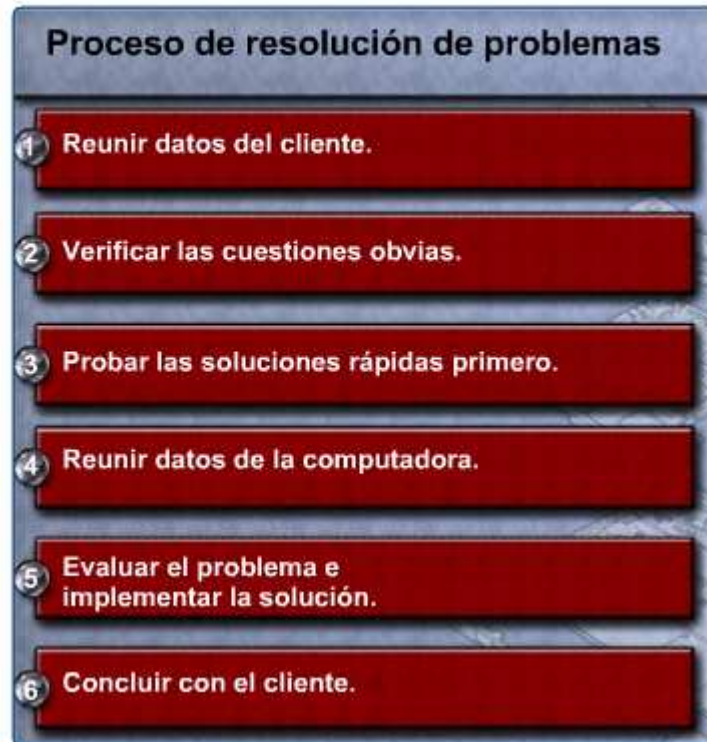 Proceso de resolución de problemas
1 Reunir datos del cliente.
2 Verificar las cuestiones obvias.
3 Probar las soluciones rápidas primero.
4 Reunir datos de la computadora.
5 Evaluar el problema e
implementar la solución.
6 Concluir con el cliente.